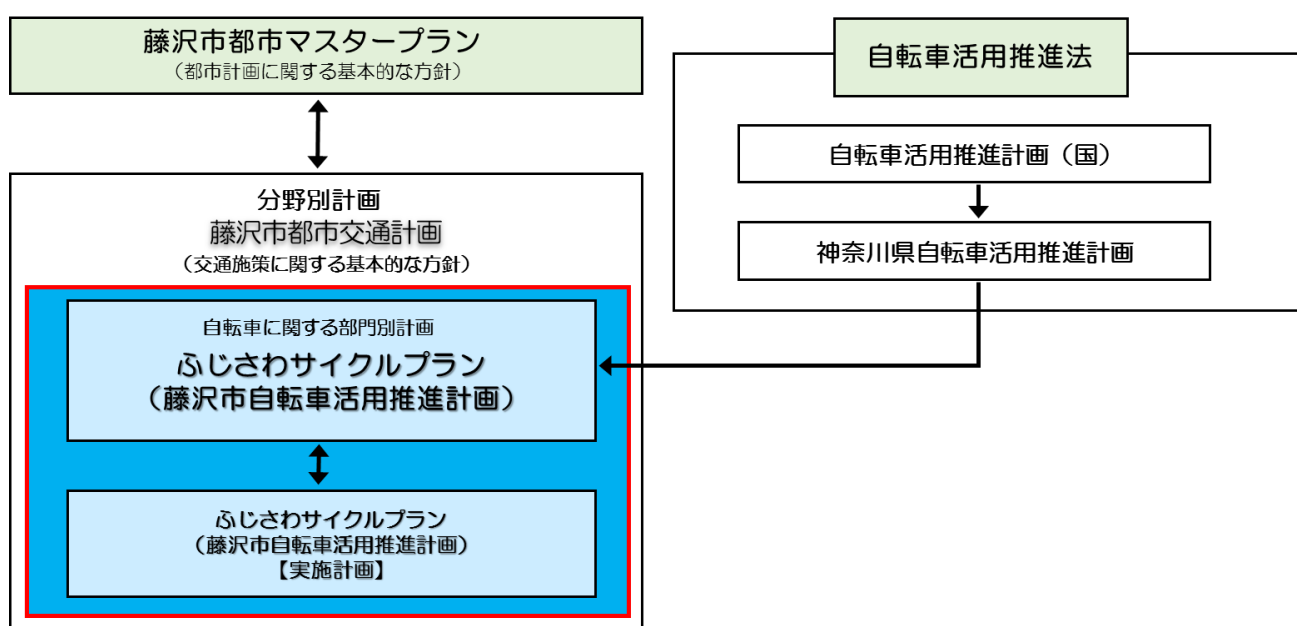 藤沢市都市マスタープラン
（都市計画に関する基本的な方針）
分野別計画
藤沢市都市交通計画
（交通施策に関する基本的な方針）
自転車に関する部門別計画
ふじさわサイクルプラン
（藤沢市自転車活用推進計画）
ふじさわサイクルプラン
（藤沢市自転車活用推進計画）
【実施計画】
自転車活用推進法
自転車活用推進計画（国）
神奈川県自転車活用推進計画